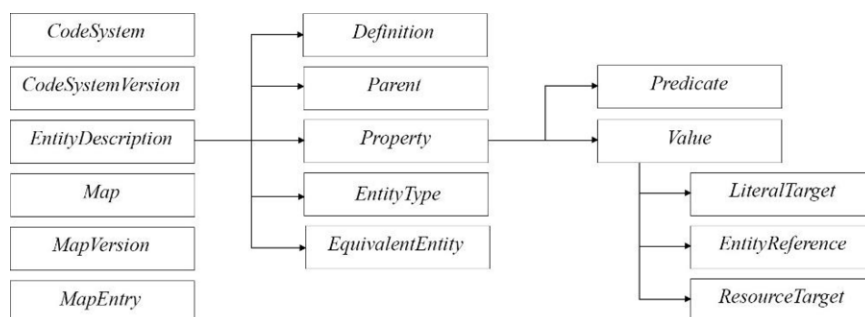 CodeSystem
CodeSystemVersion
EntityDescription
Map
MapVersion
MapEntry
Definition
Parent
Property
EntityType
EquivalentEntity
Predicate
Value
LiteralTarget
EntityReference
ResourceTarget